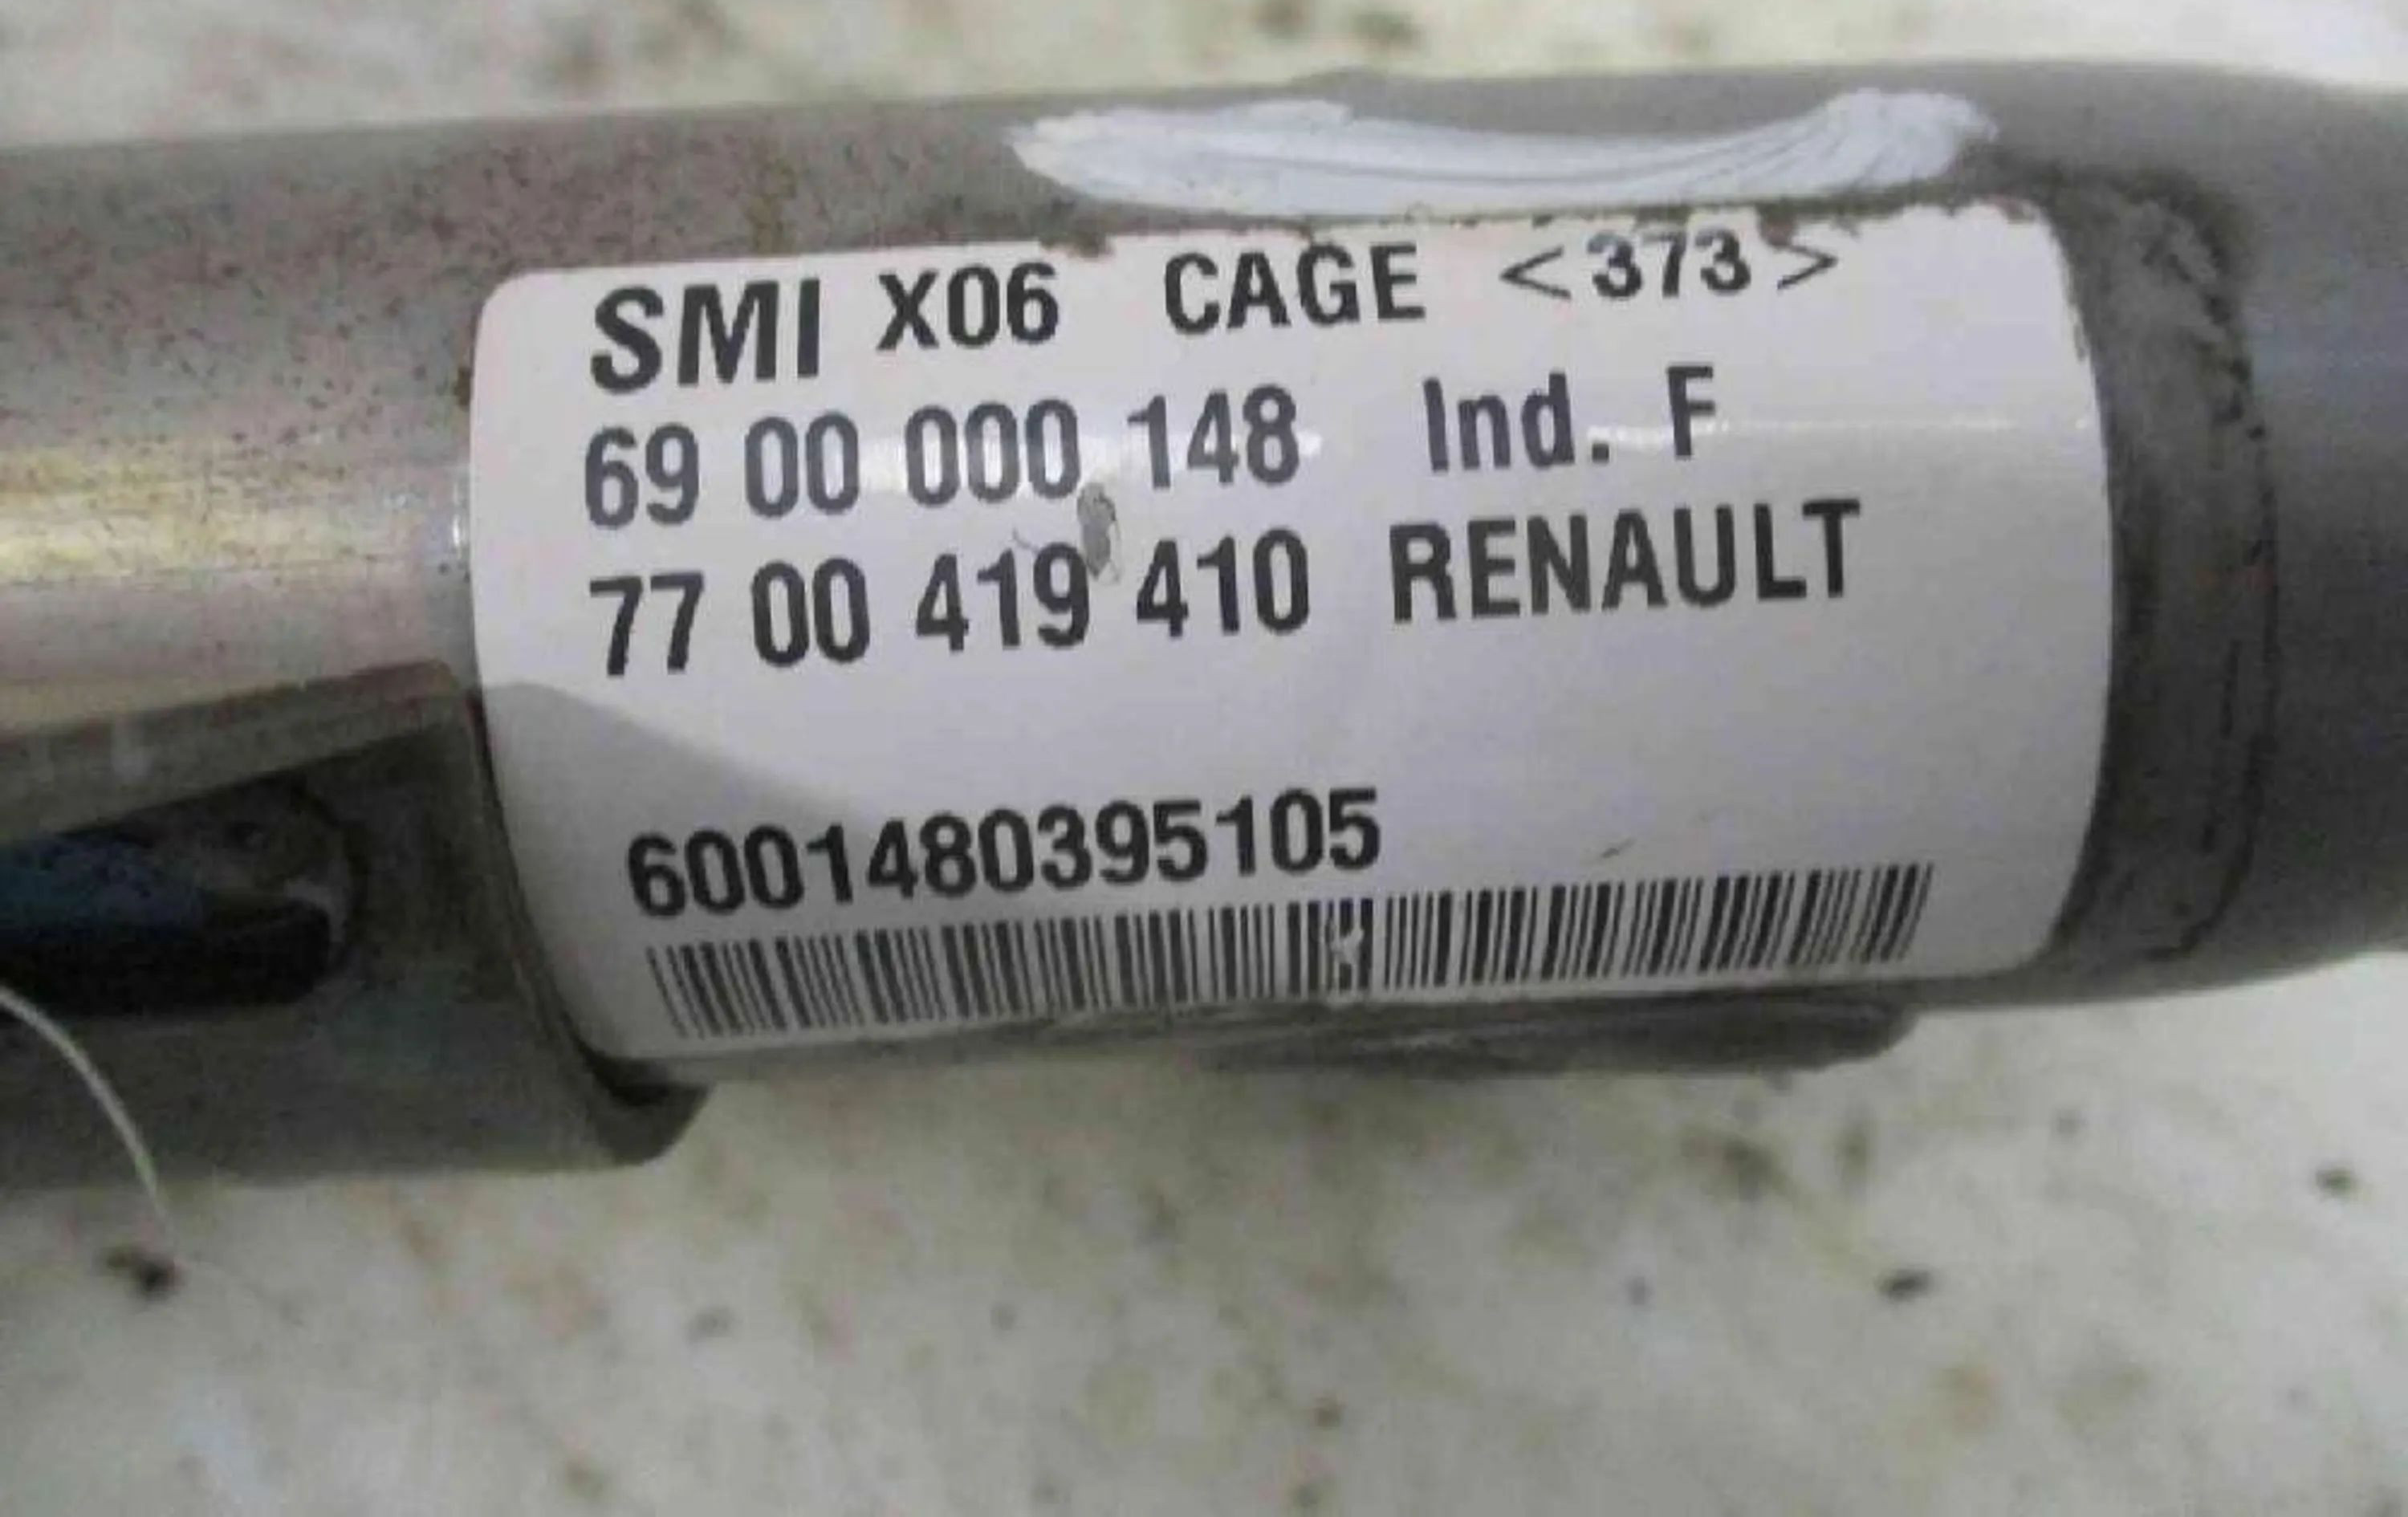 SMI X06 CAGE <373>
69 00 000 148 Ind. F
77 00 419 410 RENAULT
6001480395105